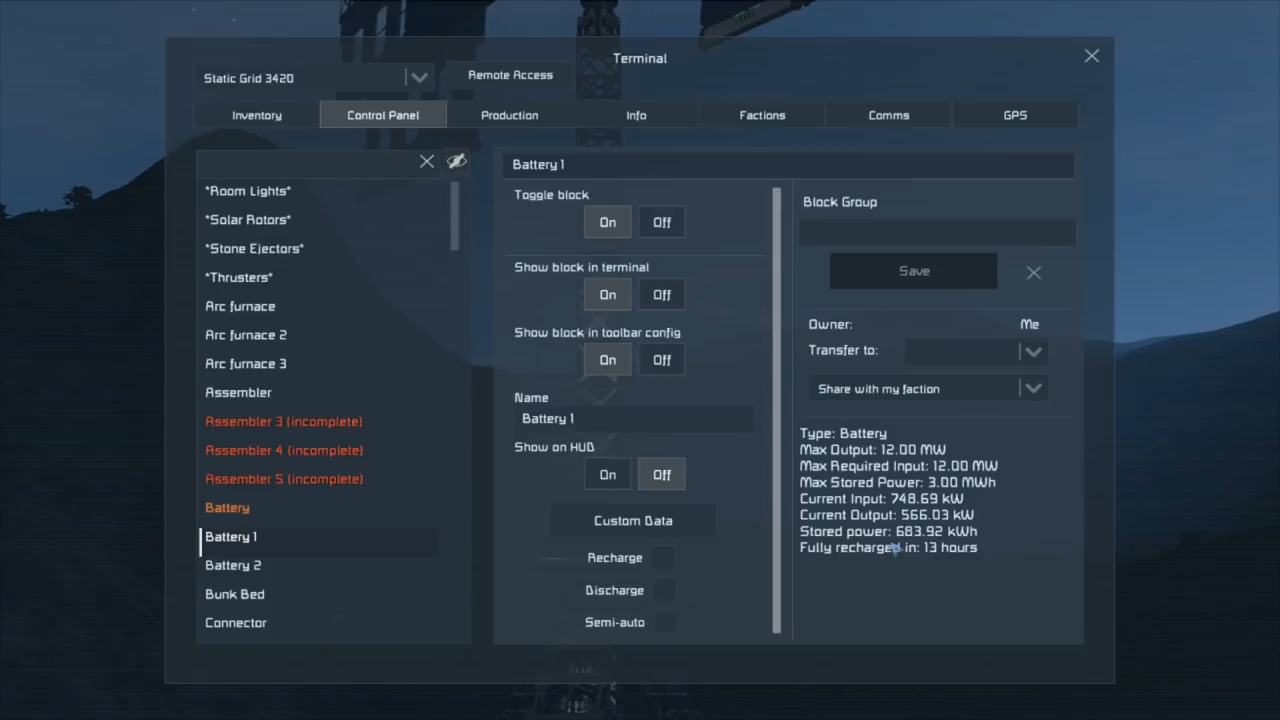 Terminal
Static Grid 3420
Remote Access
Inventory
Control Panel
Production
Info
Factions
Comms
GPS
*Room Lights*
*Solar Rotors*
*Stone Ejectors*
*Thrusters*
Arc furnace
Arc furnace 2
Arc furnace 3
Assembler
Assembler 3 (incomplete)
Assembler 4 (incomplete)
Assembler 5 (incomplete)
Battery
Battery 1
Battery 2
Bunk Bed
Connector
Battery 1
Toggle block
On Off
Show block in terminal
On Off
Show block in toolbar config
On Off
Name
Battery 1
Show on HUD
On Off
Custom Data
Recharge
Discharge
Semi-auto
Block Group
Save
Owner: Me
Transfer to:
Share with my faction
Type: Battery
Max Output: 12.00 MW
Max Required Input: 12.00 MW
Max Stored Power: 3.00 MWh
Current Input: 748.69 kW
Current Output: 566.03 kW
Stored power: 683.92 kWh
Fully recharged in: 13 hours